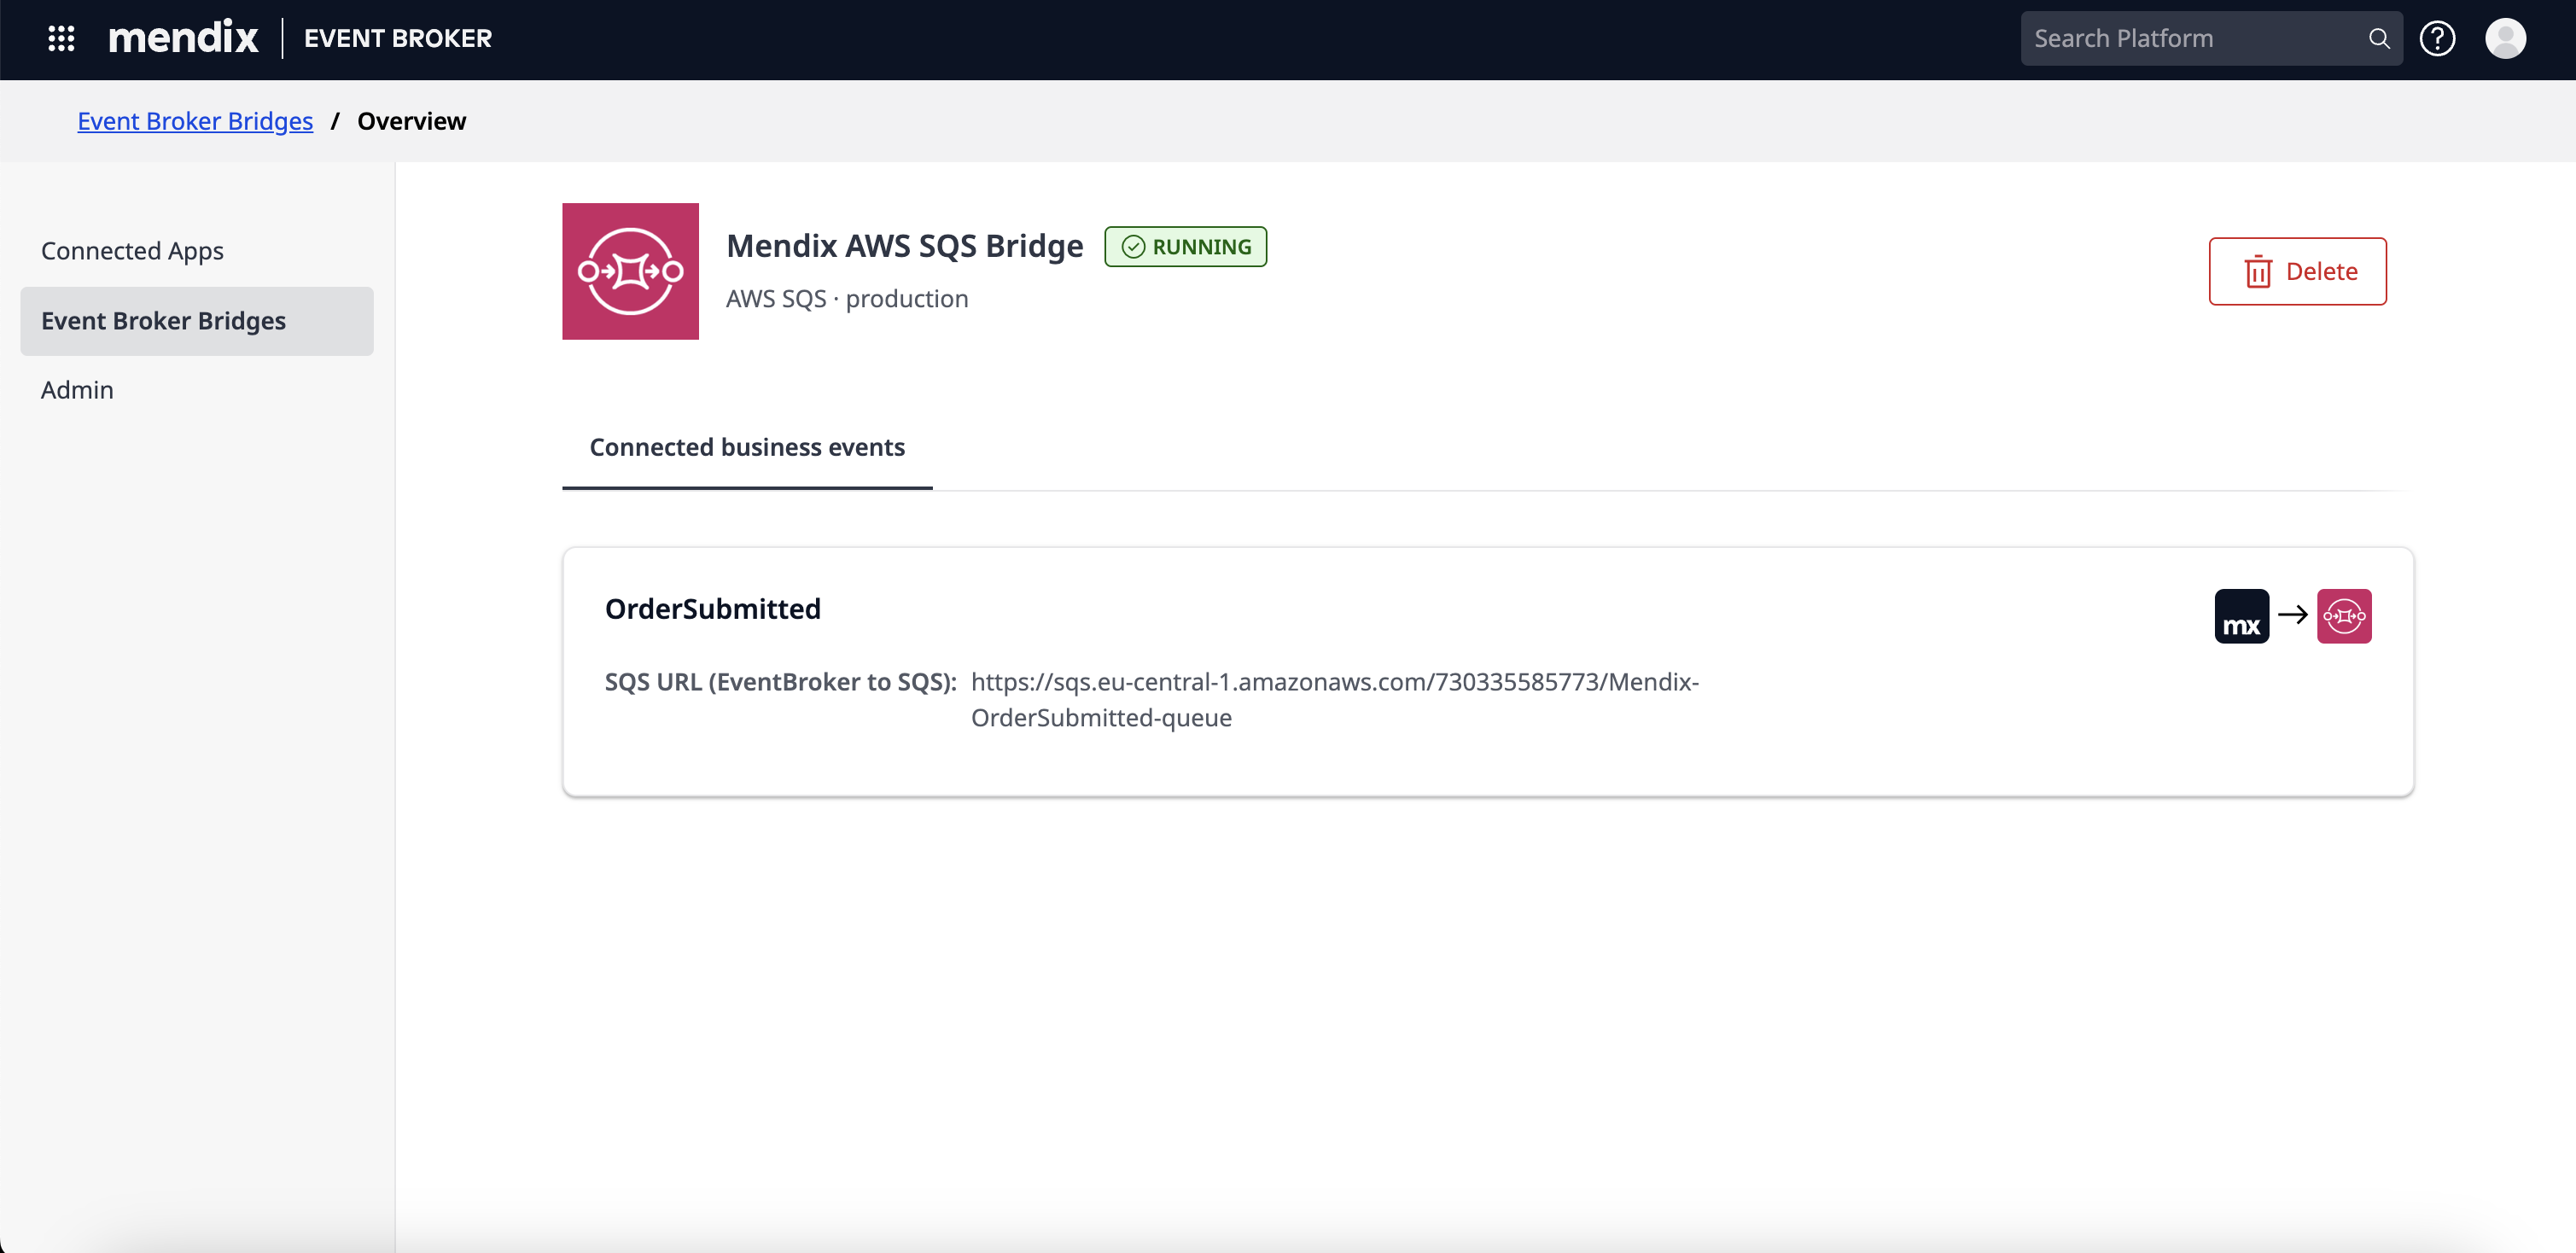 mendix EVENT BROKER
Search Platform
Event Broker Bridges / Overview
Connected Apps
Event Broker Bridges
Admin
Mendix AWS SQS Bridge
RUNNING
AWS SQS · production
Delete
Connected business events
OrderSubmitted
mx
SQS URL (EventBroker to SQS): https://sqs.eu-central-1.amazonaws.com/730335585773/Mendix-
OrderSubmitted-queue